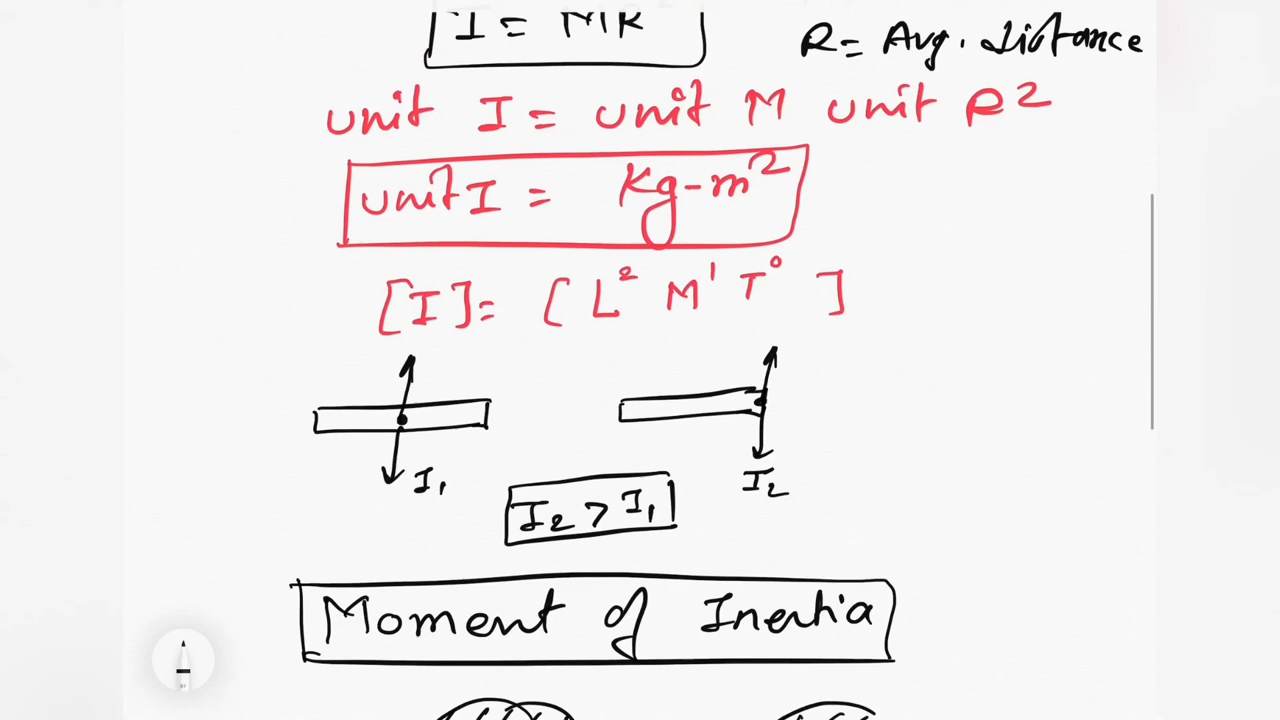 I = MR
R = Avg. distance
unit I = unit M unit R²
unit I = kg-m²
[I] = [L² M¹ T⁰ ]
I₁
I₂
I₂ > I₁
Moment of Inertia